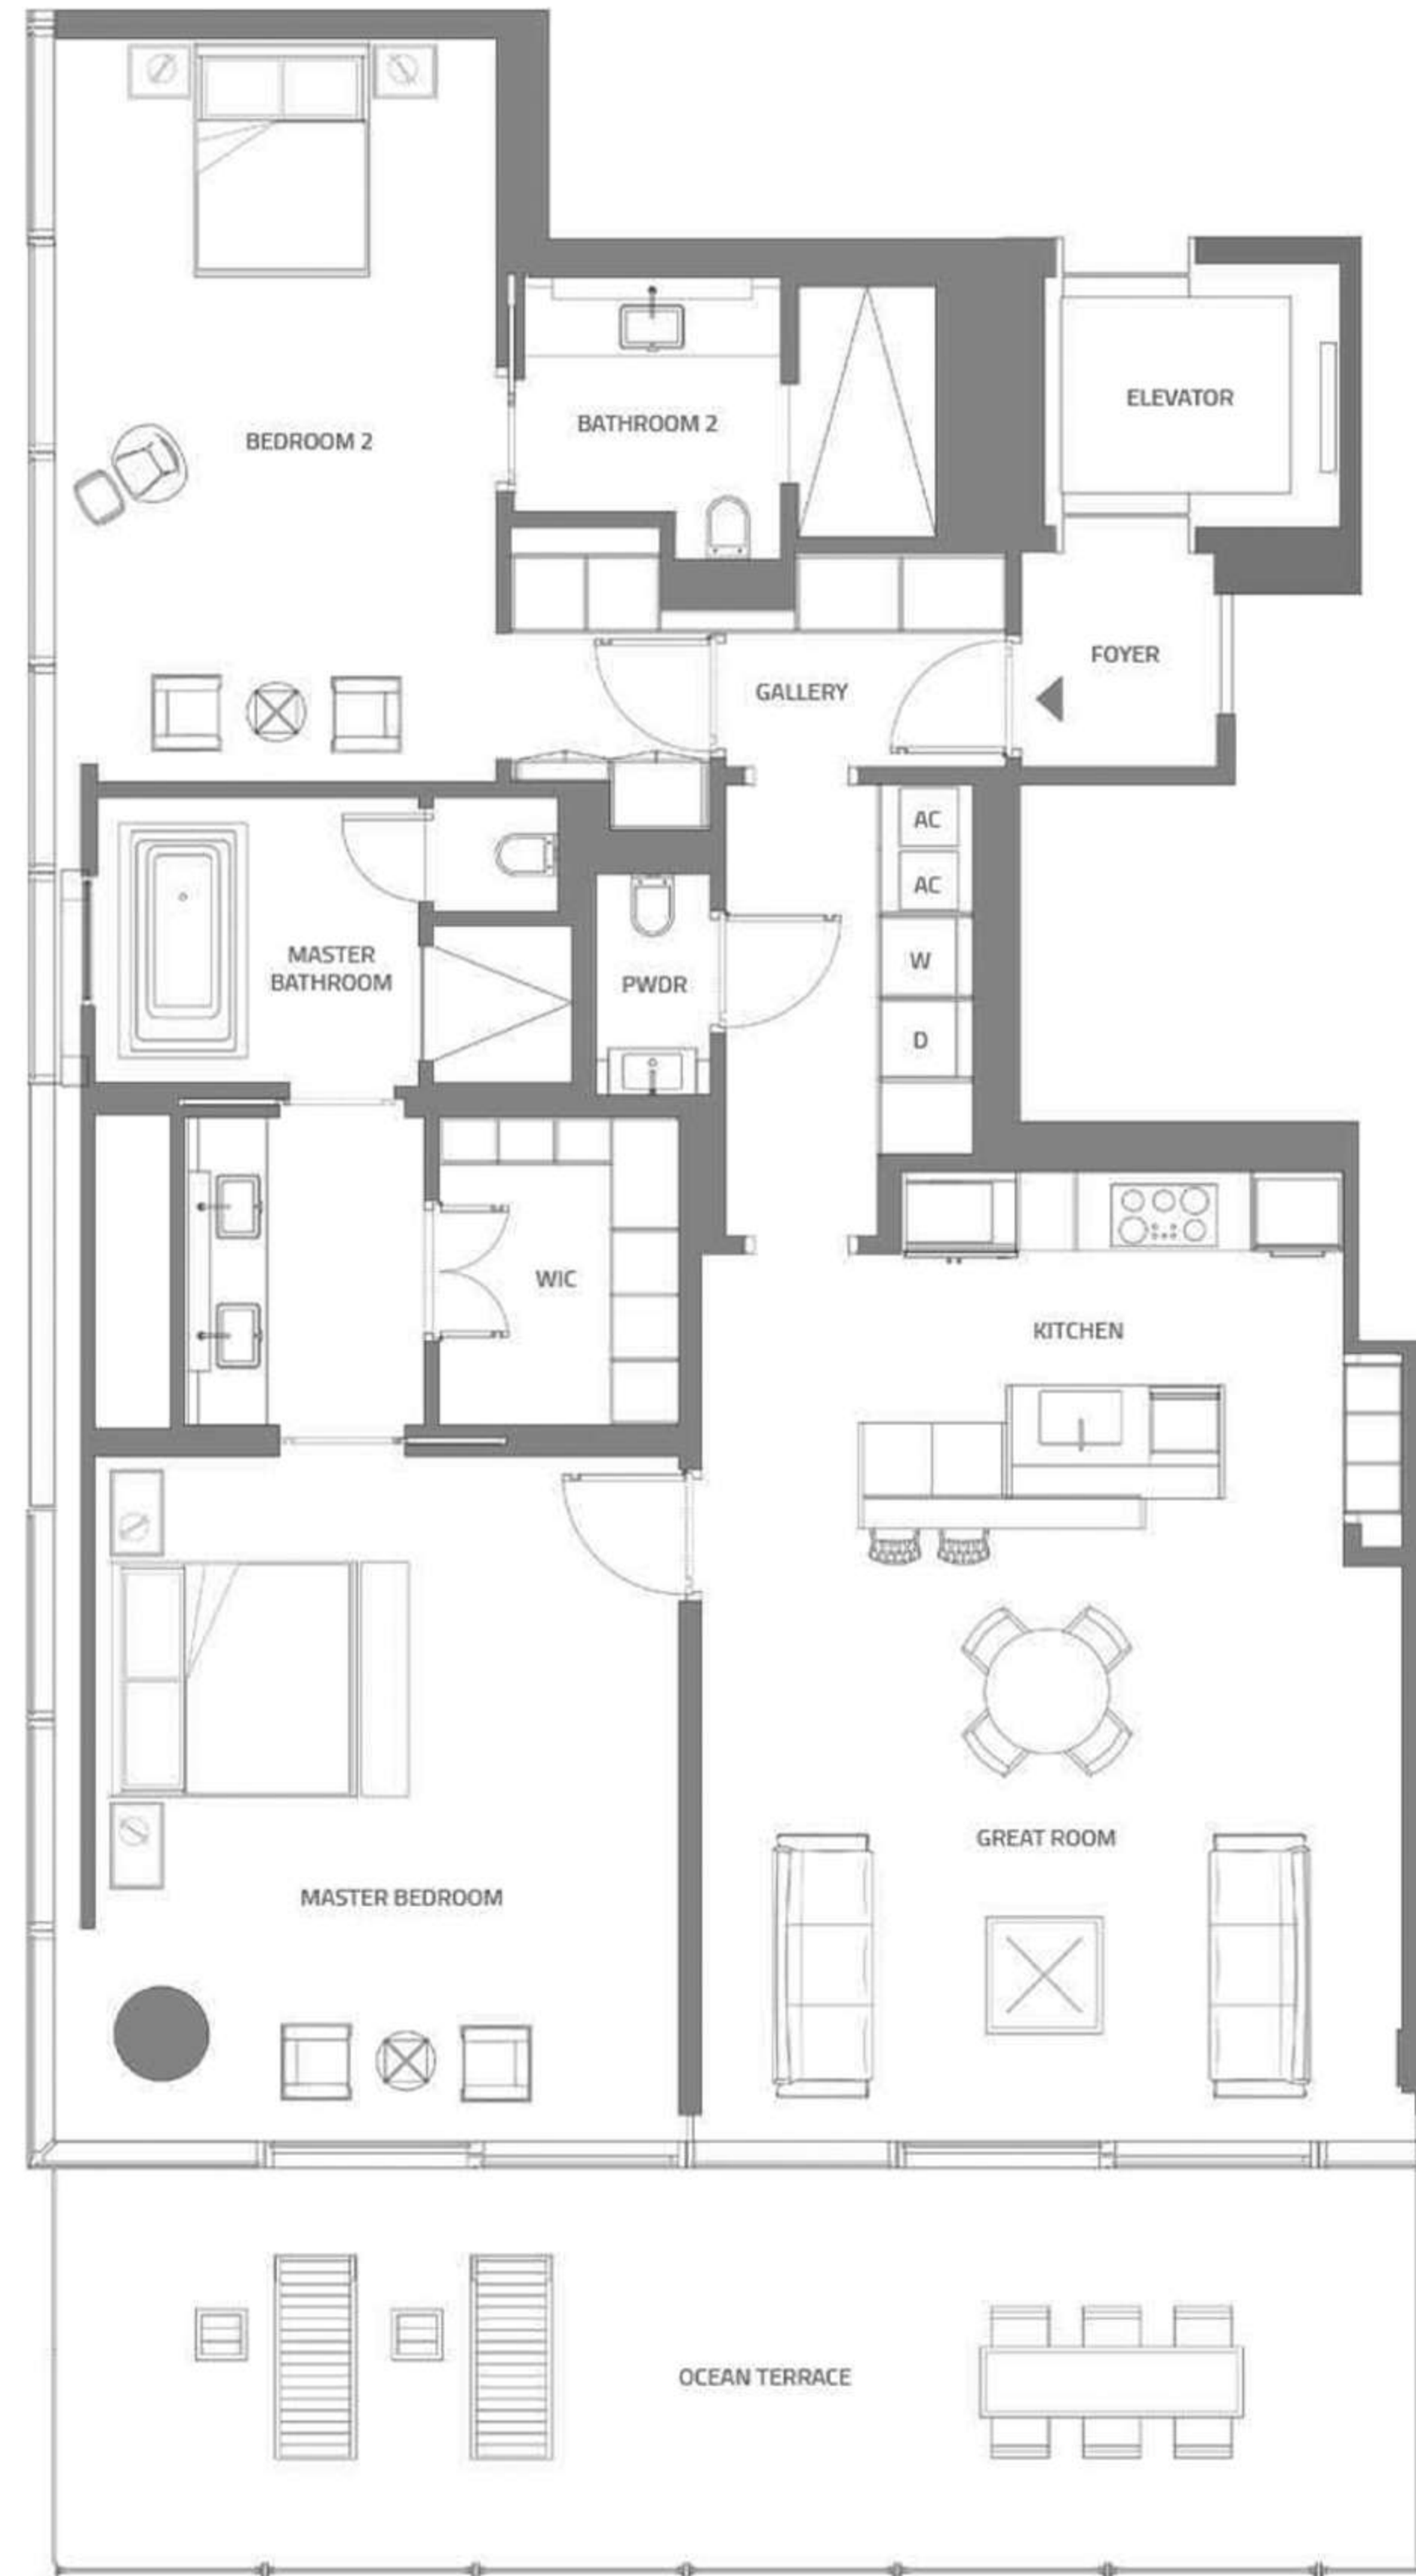 ELEVATOR
BATHROOM 2
BEDROOM 2
FOYER
GALLERY
AC
AC
MASTER
BATHROOM
W
PWDR
D
WIC
KITCHEN
GREAT ROOM
MASTER BEDROOM
OCEAN TERRACE